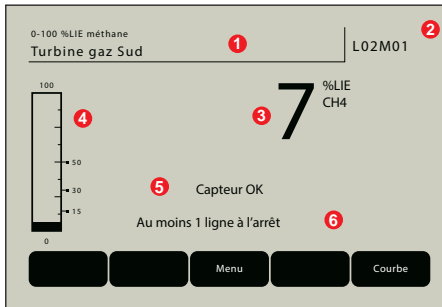 0-100 %LIE méthane
Turbine gaz Sud
1
L02M01
2
100
4
50
30
15
0
3
7
%LIE
CH4
5
Capteur OK
Au moins 1 ligne à l'arrêt
6
Menu
Courbe